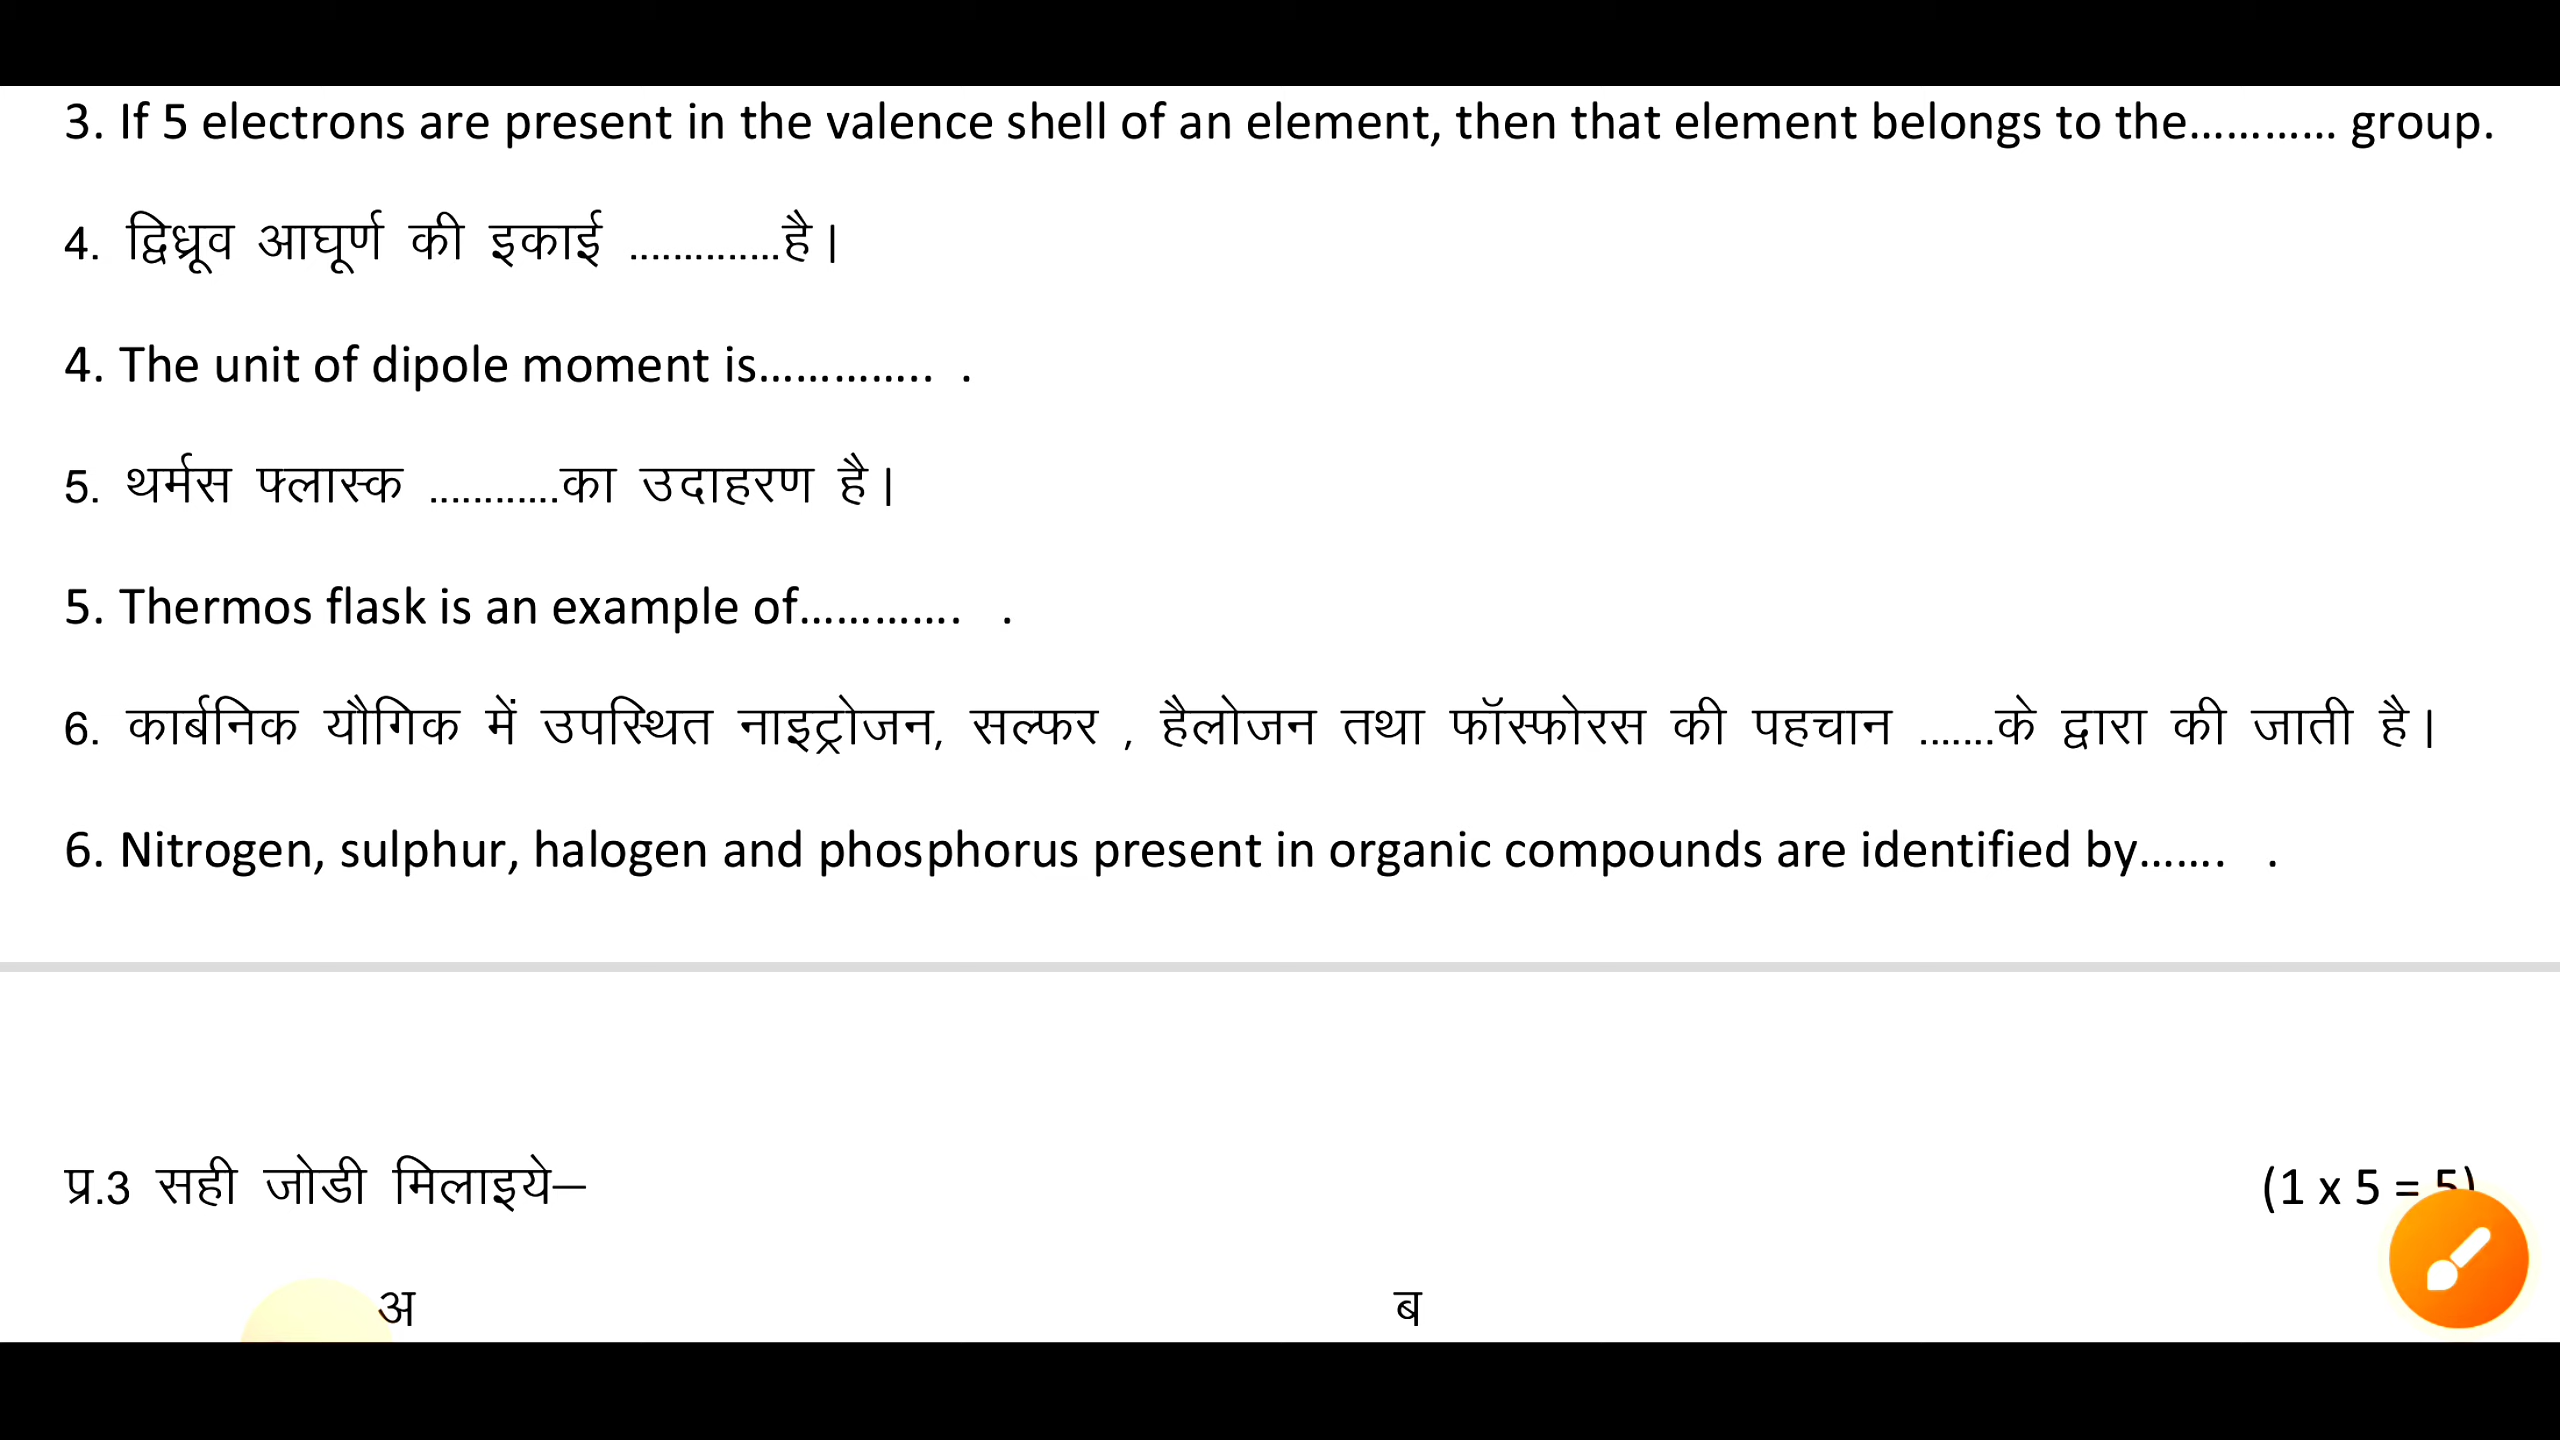 3. If 5 electrons are present in the valence shell of an element, then that element belongs to the............ group.
4. द्विध्रूव आघूर्ण की इकाई ..............है।
4. The unit of dipole moment is.............. .
5. थर्मस फ्लास्क ............का उदाहरण है।
5. Thermos flask is an example of............. .
6. कार्बनिक यौगिक में उपस्थित नाइट्रोजन, सल्फर , हैलोजन तथा फॉस्फोरस की पहचान .......के द्वारा की जाती है।
6. Nitrogen, sulphur, halogen and phosphorus present in organic compounds are identified by....... .
प्र.3 सही जोडी मिलाइये– (1 x 5 = 5)
अ ब